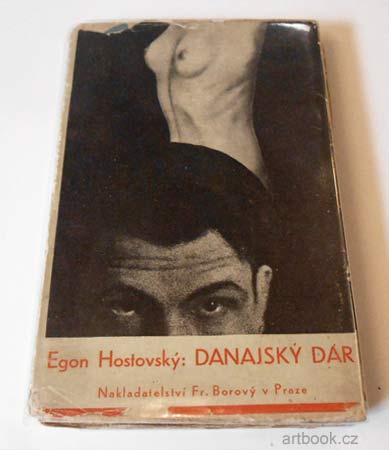 Egon Hostovský: DANAJSKÝ DÁR
Nakladatelství Fr. Borový v Praze
artbook.cz